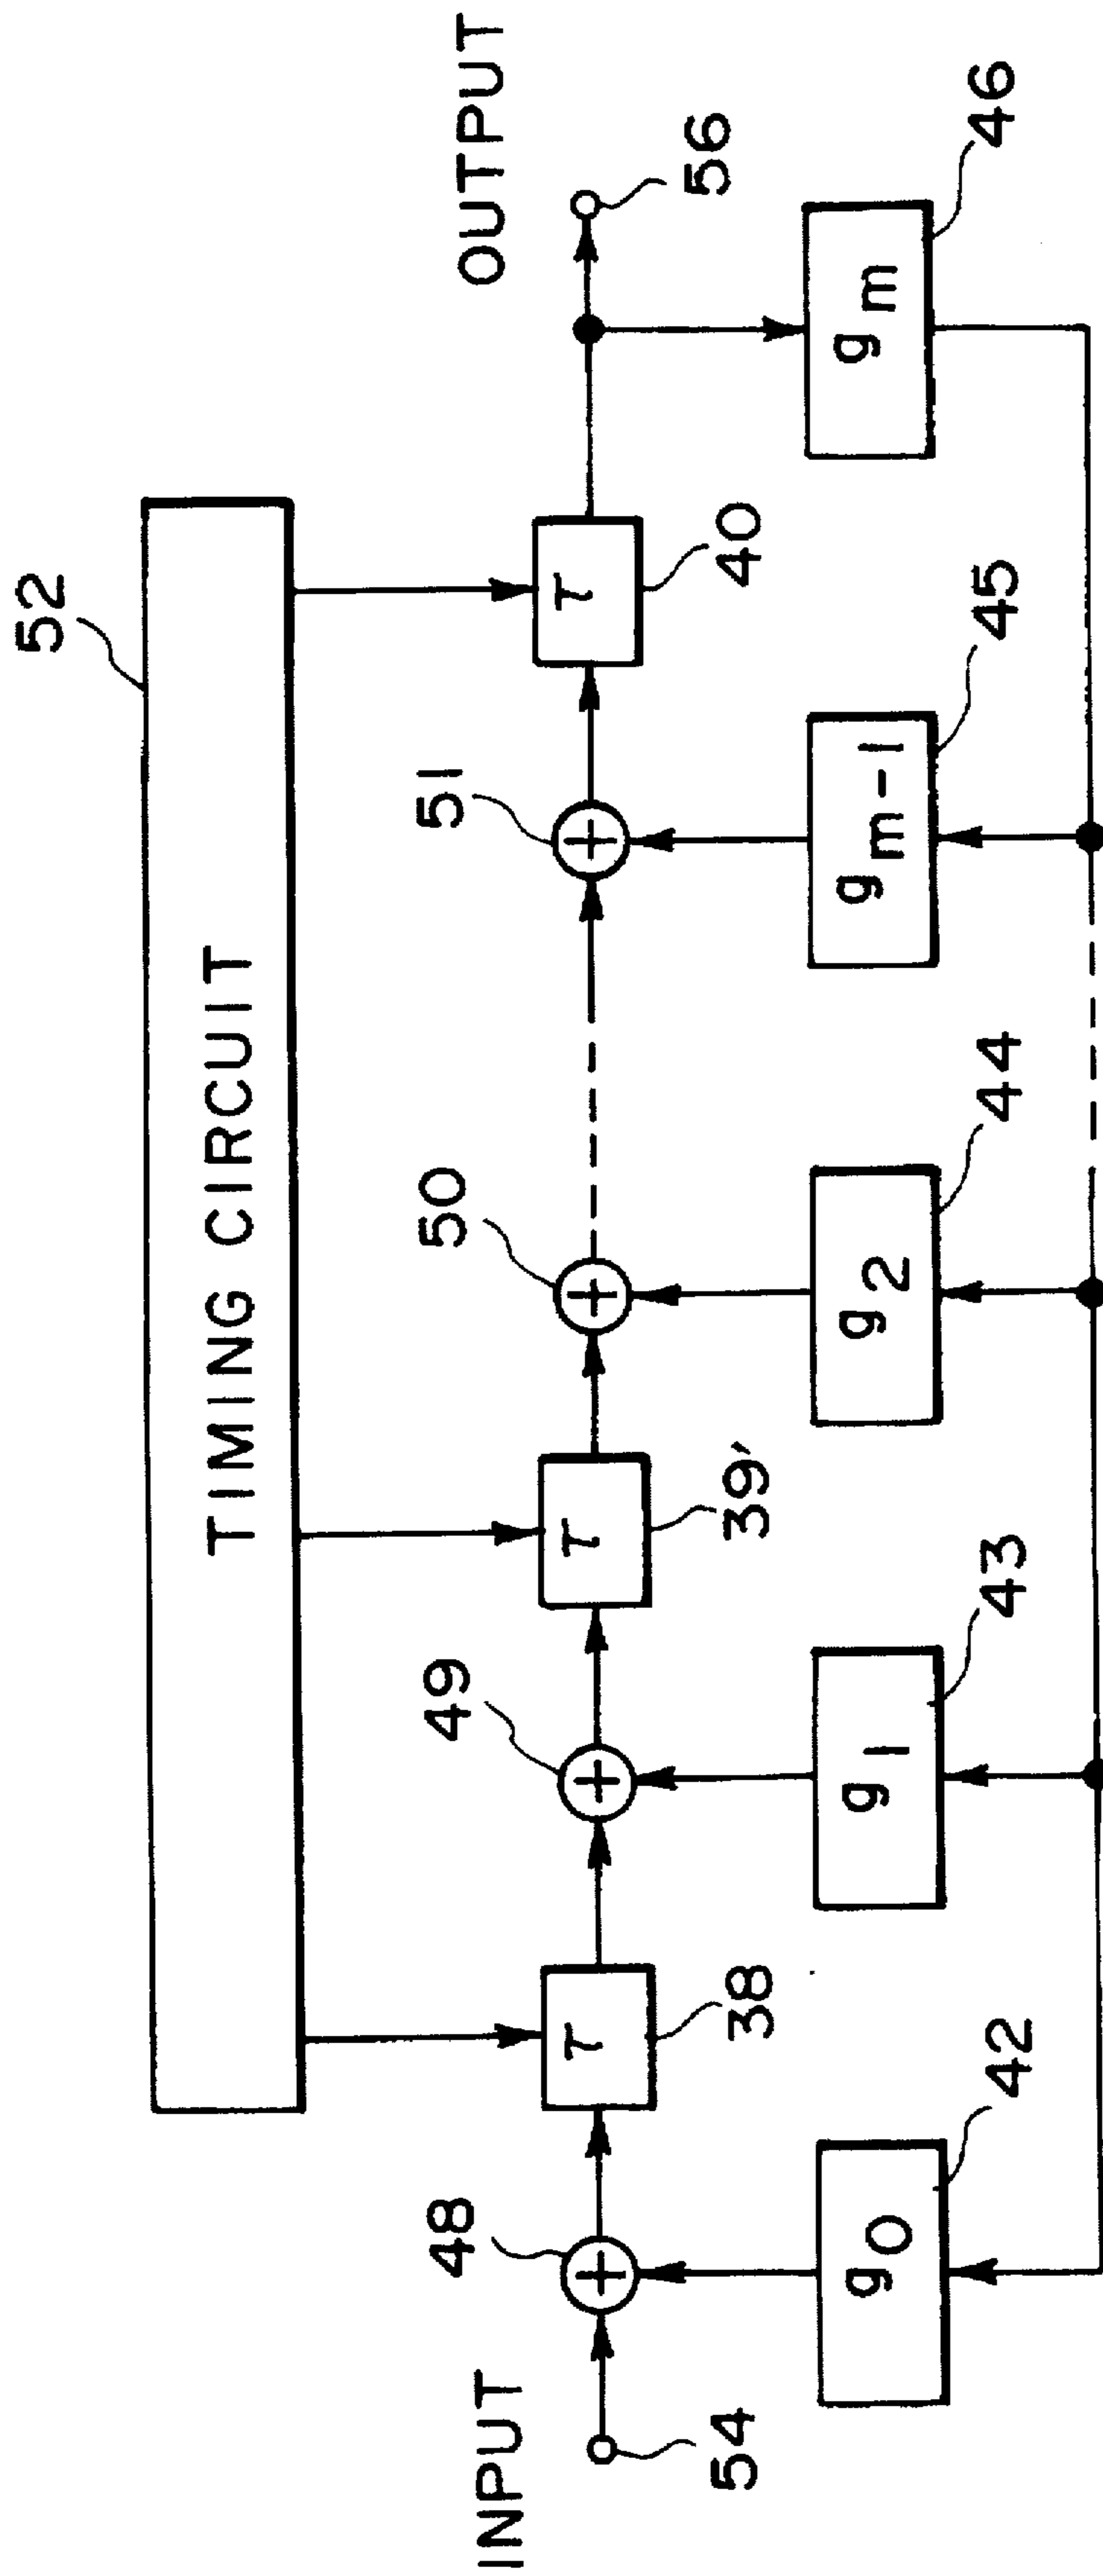 52
TIMING CIRCUIT
OUTPUT
INPUT
48
49
50
51
56
54
τ
τ
τ
38
39'
40
g0
g1
g2
gm-1
gm
42
43
44
45
46